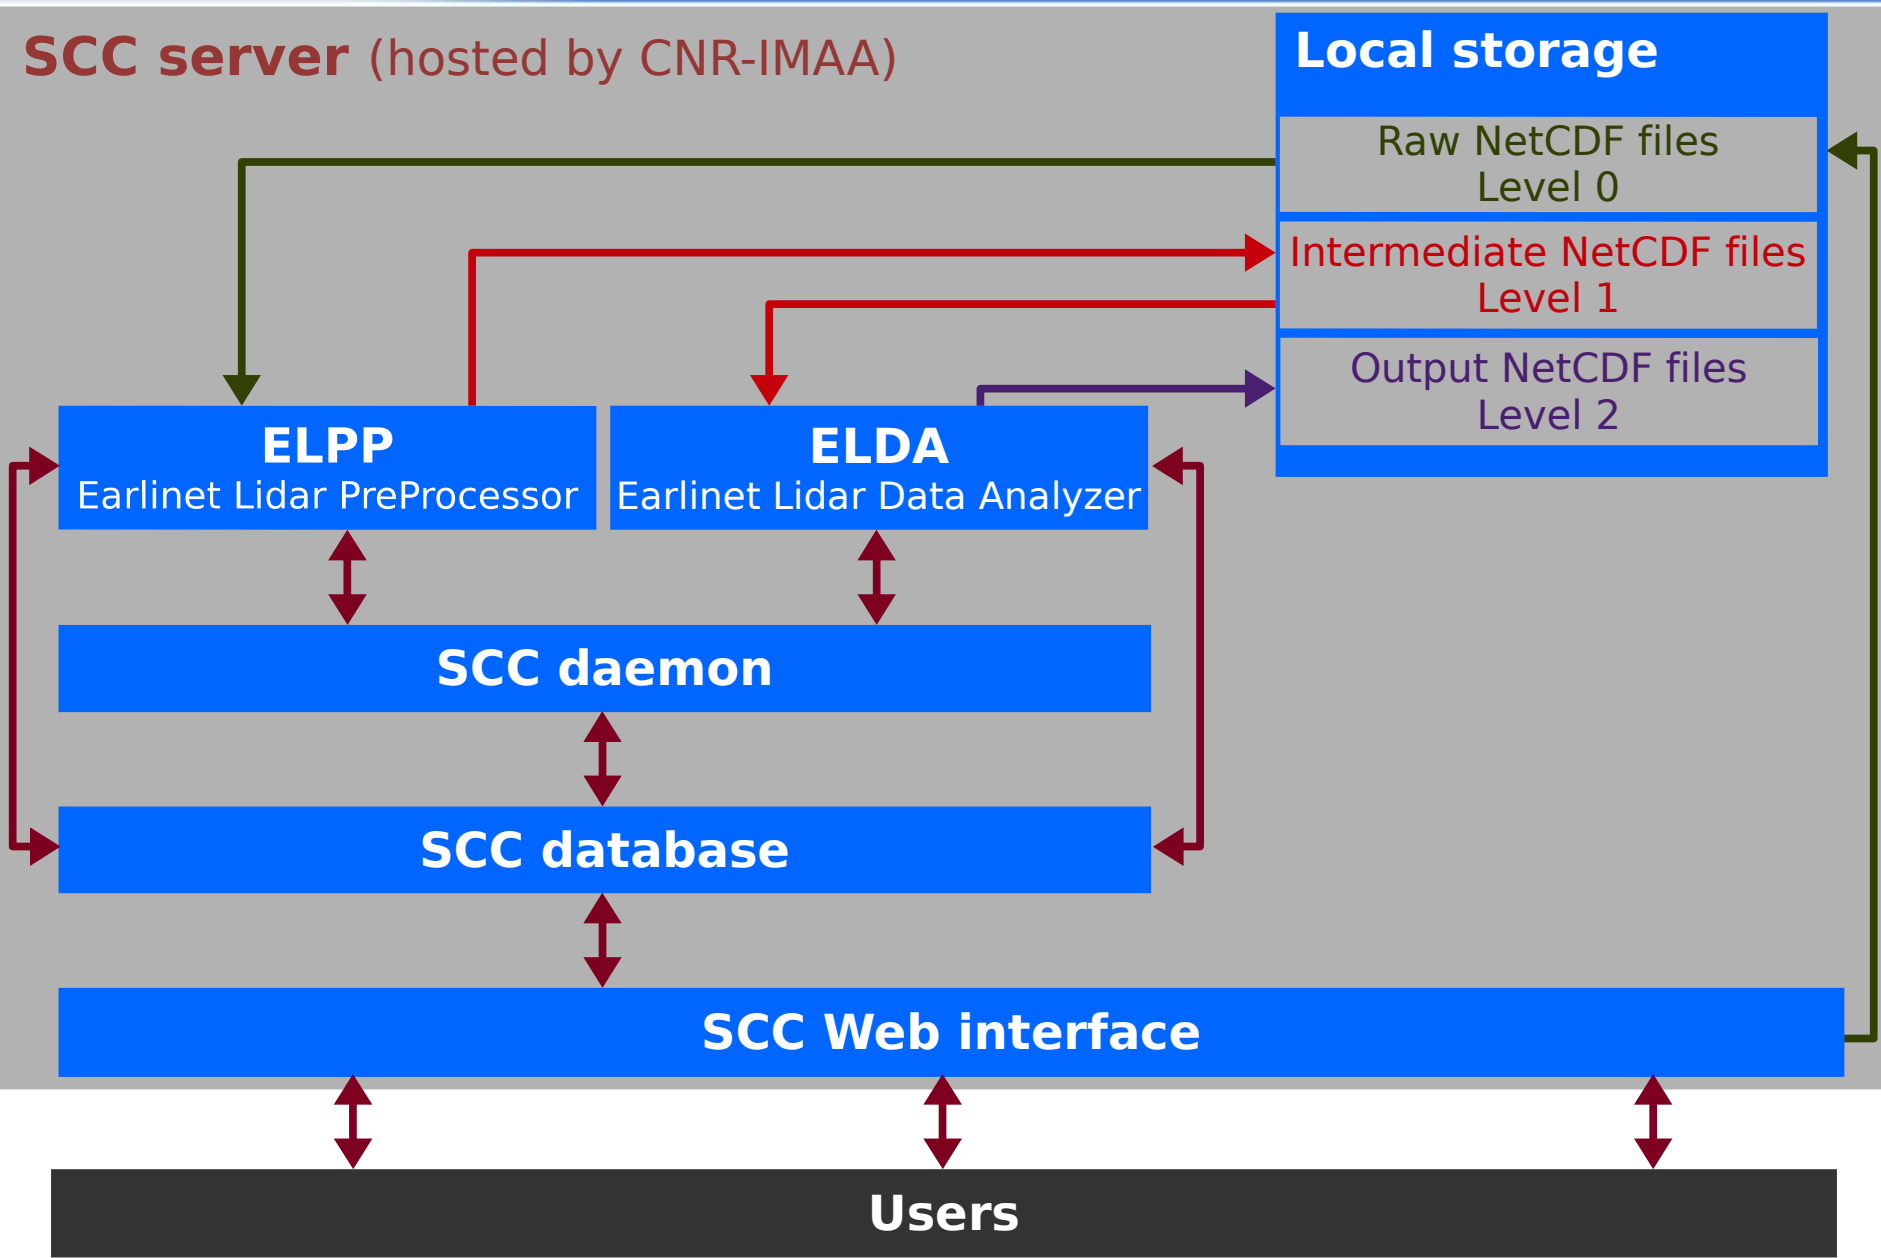 SCC server (hosted by CNR-IMAA)
Local storage
Raw NetCDF files
Level 0
Intermediate NetCDF files
Level 1
Output NetCDF files
Level 2
ELPP
Earlinet Lidar PreProcessor
ELDA
Earlinet Lidar Data Analyzer
SCC daemon
SCC database
SCC Web interface
Users